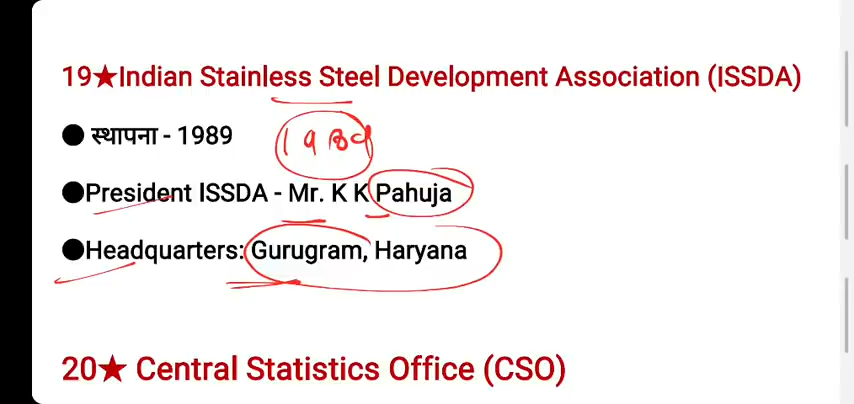 19★Indian Stainless Steel Development Association (ISSDA)
● स्थापना - 1989 1989
●President ISSDA - Mr. K K Pahuja
●Headquarters: Gurugram, Haryana
20★ Central Statistics Office (CSO)